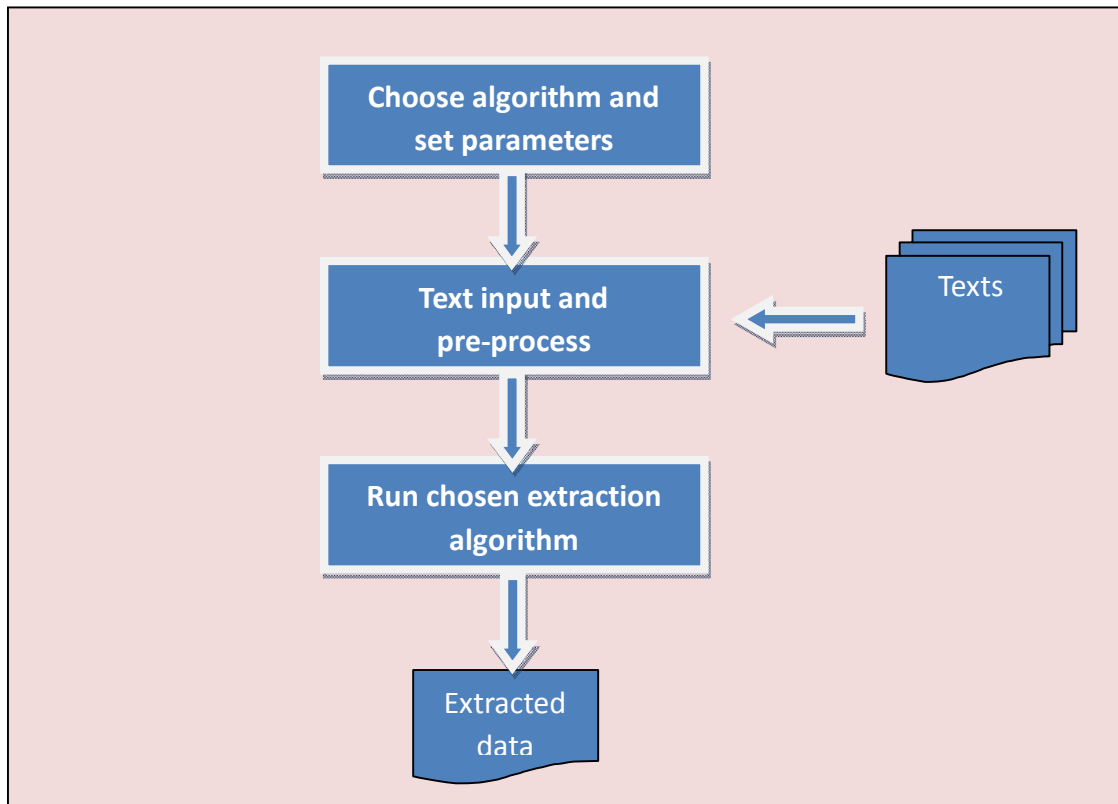 Choose algorithm and
set parameters
Text input and
pre-process
Texts
Run chosen extraction
algorithm
Extracted
data